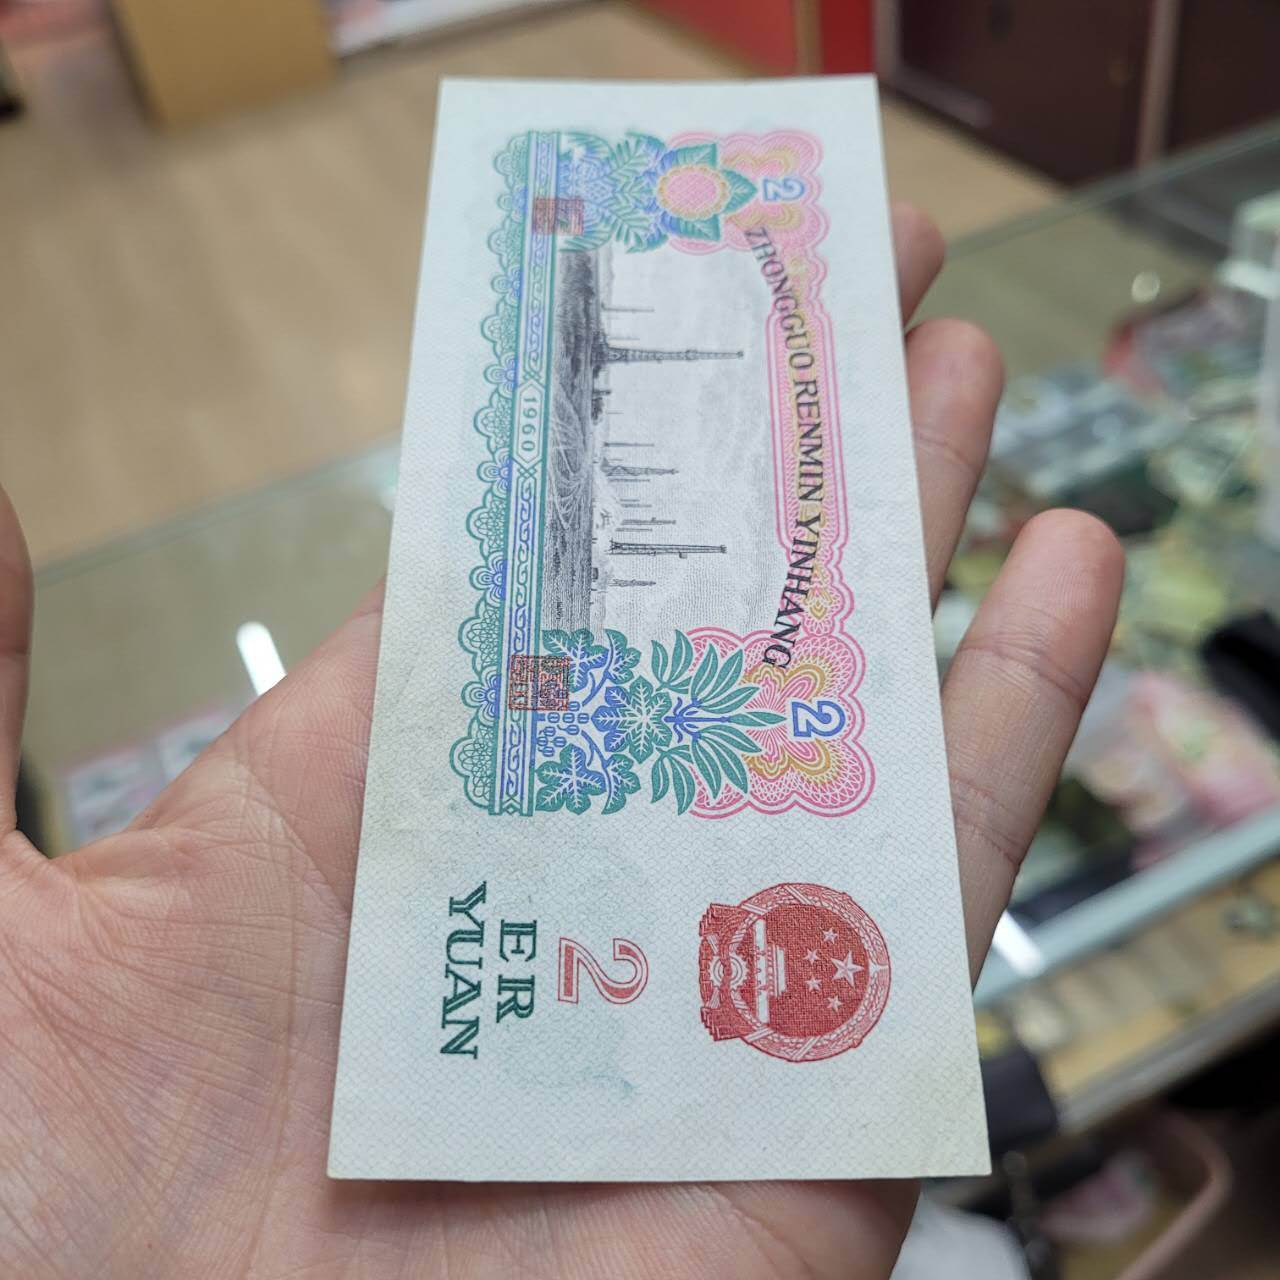 ZHONGGUO RENMIN YINHANG
2
2
1960
2
ER
YUAN